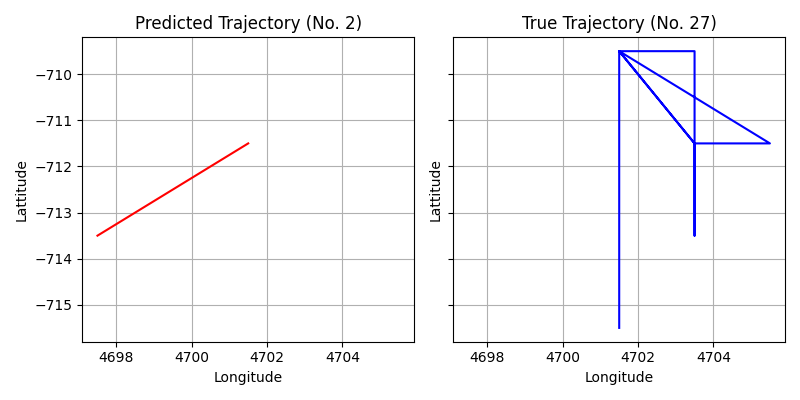 Predicted Trajectory (No. 2)
True Trajectory (No. 27)
Lattitude
−710
−711
−712
−713
−714
−715
4698
4700
4702
4704
Longitude
Lattitude
4698
4700
4702
4704
Longitude